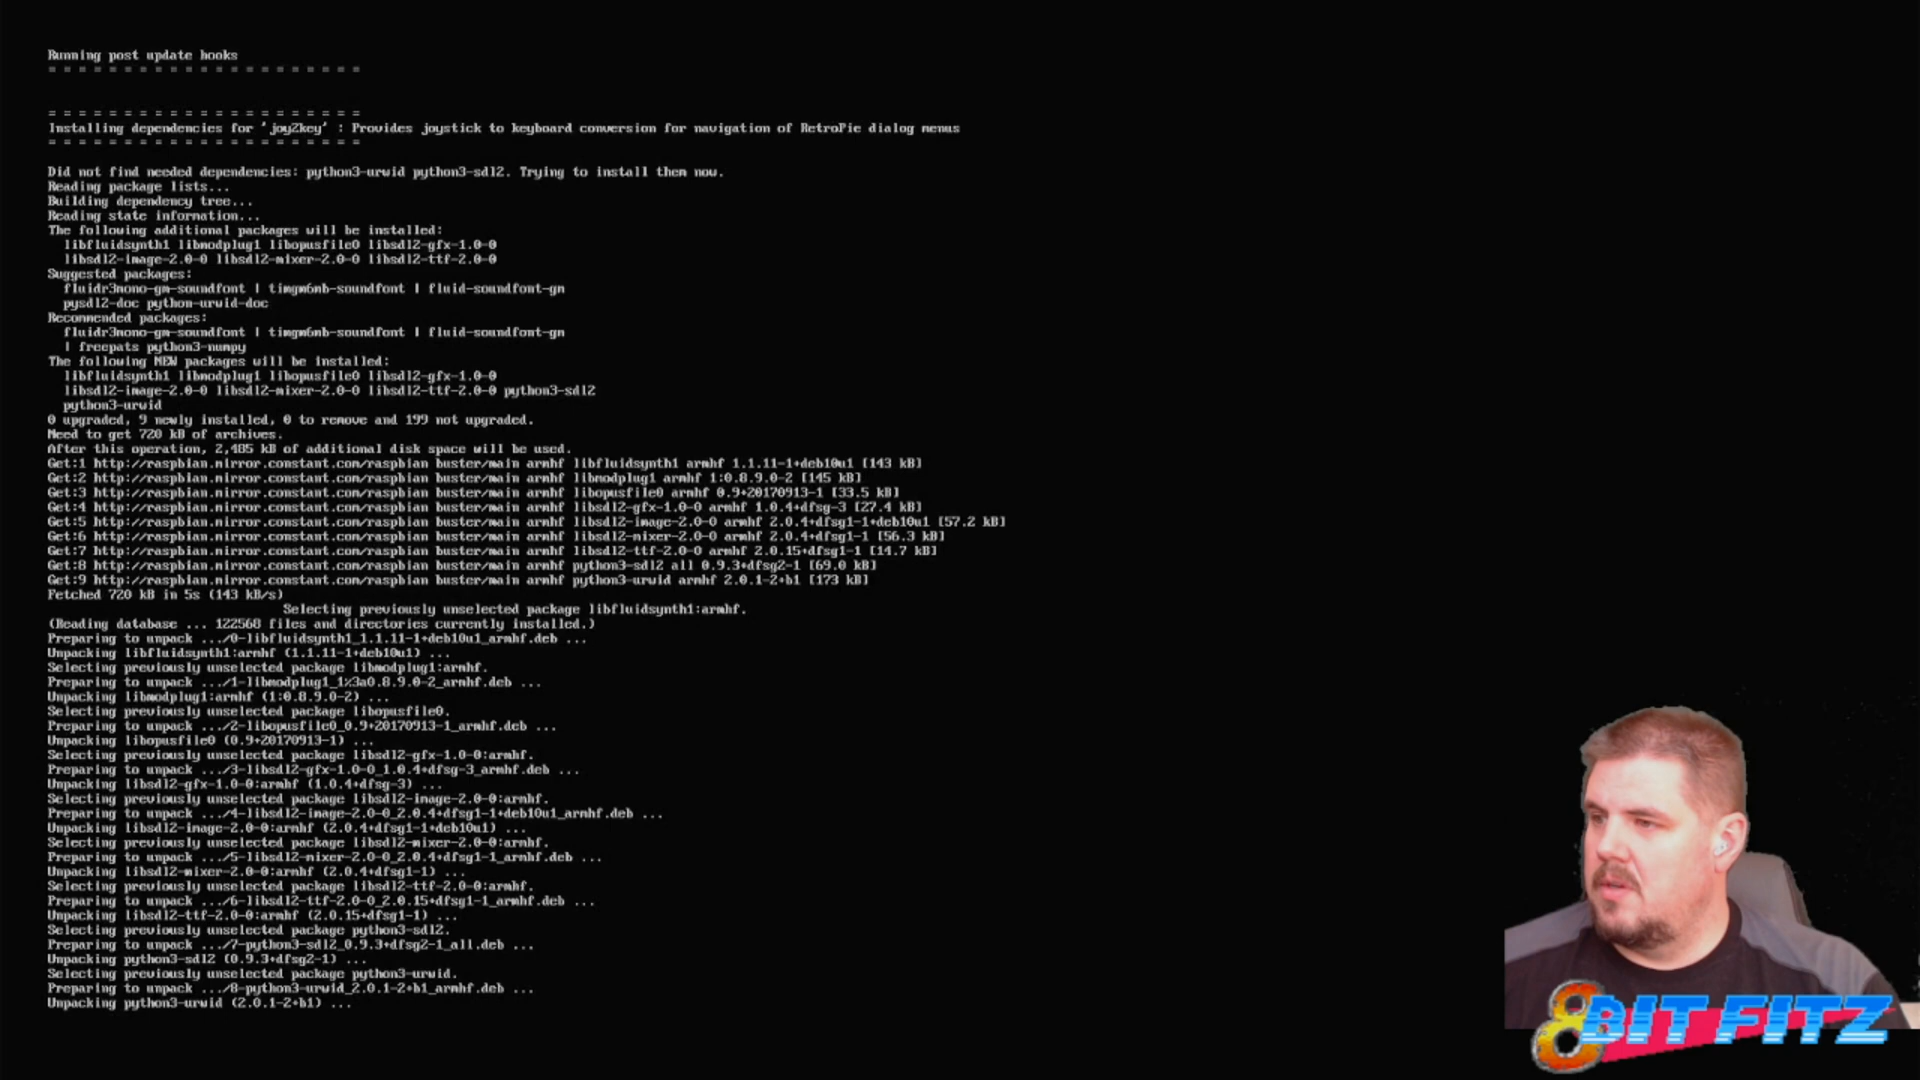 Running post update hooks
= = = = = = = = = = = = = = = = = = = = =
= = = = = = = = = = = = = = = = = = = = =
Installing dependencies for 'joy2key' : Provides joystick to keyboard conversion for navigation of RetroPie dialog menus
= = = = = = = = = = = = = = = = = = = = =
Did not find needed dependencies: python3-urwid python3-sdl2. Trying to install them now.
Reading package lists...
Building dependency tree...
Reading state information...
The following additional packages will be installed:
libfluidsynth1 libmodplug1 libopusfile0 libsdl2-gfx-1.0-0
libsdl2-image-2.0-0 libsdl2-mixer-2.0-0 libsdl2-ttf-2.0-0
Suggested packages:
fluidr3mono-gm-soundfont | timgm6mb-soundfont | fluid-soundfont-gm
pysdl2-doc python-urwid-doc
Recommended packages:
fluidr3mono-gm-soundfont | timgm6mb-soundfont | fluid-soundfont-gm
| freepats python3-numpy
The following NEW packages will be installed:
libfluidsynth1 libmodplug1 libopusfile0 libsdl2-gfx-1.0-0
libsdl2-image-2.0-0 libsdl2-mixer-2.0-0 libsdl2-ttf-2.0-0 python3-sdl2
python3-urwid
0 upgraded, 9 newly installed, 0 to remove and 199 not upgraded.
Need to get 720 kB of archives.
After this operation, 2,485 kB of additional disk space will be used.
Get:1 http://raspbian.mirror.constant.com/raspbian buster/main armhf libfluidsynth1 armhf 1.1.11-1+deb10u1 [143 kB]
Get:2 http://raspbian.mirror.constant.com/raspbian buster/main armhf libmodplug1 armhf 1:0.8.9.0-2 [145 kB]
Get:3 http://raspbian.mirror.constant.com/raspbian buster/main armhf libopusfile0 armhf 0.9+20170913-1 [33.5 kB]
Get:4 http://raspbian.mirror.constant.com/raspbian buster/main armhf libsdl2-gfx-1.0-0 armhf 1.0.4+dfsg-3 [27.4 kB]
Get:5 http://raspbian.mirror.constant.com/raspbian buster/main armhf libsdl2-image-2.0-0 armhf 2.0.4+dfsg1-1+deb10u1 [57.2 kB]
Get:6 http://raspbian.mirror.constant.com/raspbian buster/main armhf libsdl2-mixer-2.0-0 armhf 2.0.4+dfsg1-1 [56.3 kB]
Get:7 http://raspbian.mirror.constant.com/raspbian buster/main armhf libsdl2-ttf-2.0-0 armhf 2.0.15+dfsg1-1 [14.7 kB]
Get:8 http://raspbian.mirror.constant.com/raspbian buster/main armhf python3-sdl2 all 0.9.3+dfsg2-1 [69.0 kB]
Get:9 http://raspbian.mirror.constant.com/raspbian buster/main armhf python3-urwid armhf 2.0.1-2+b1 [173 kB]
Fetched 720 kB in 5s (143 kB/s)
Selecting previously unselected package libfluidsynth1:armhf.
(Reading database ... 122568 files and directories currently installed.)
Preparing to unpack .../0-libfluidsynth1_1.1.11-1+deb10u1_armhf.deb ...
Unpacking libfluidsynth1:armhf (1.1.11-1+deb10u1) ...
Selecting previously unselected package libmodplug1:armhf.
Preparing to unpack .../1-libmodplug1_1%3a0.8.9.0-2_armhf.deb ...
Unpacking libmodplug1:armhf (1:0.8.9.0-2) ...
Selecting previously unselected package libopusfile0.
Preparing to unpack .../2-libopusfile0_0.9+20170913-1_armhf.deb ...
Unpacking libopusfile0 (0.9+20170913-1) ...
Selecting previously unselected package libsdl2-gfx-1.0-0:armhf.
Preparing to unpack .../3-libsdl2-gfx-1.0-0_1.0.4+dfsg-3_armhf.deb ...
Unpacking libsdl2-gfx-1.0-0:armhf (1.0.4+dfsg-3) ...
Selecting previously unselected package libsdl2-image-2.0-0:armhf.
Preparing to unpack .../4-libsdl2-image-2.0-0_2.0.4+dfsg1-1+deb10u1_armhf.deb ...
Unpacking libsdl2-image-2.0-0:armhf (2.0.4+dfsg1-1+deb10u1) ...
Selecting previously unselected package libsdl2-mixer-2.0-0:armhf.
Preparing to unpack .../5-libsdl2-mixer-2.0-0_2.0.4+dfsg1-1_armhf.deb ...
Unpacking libsdl2-mixer-2.0-0:armhf (2.0.4+dfsg1-1) ...
Selecting previously unselected package libsdl2-ttf-2.0-0:armhf.
Preparing to unpack .../6-libsdl2-ttf-2.0-0_2.0.15+dfsg1-1_armhf.deb ...
Unpacking libsdl2-ttf-2.0-0:armhf (2.0.15+dfsg1-1) ...
Selecting previously unselected package python3-sdl2.
Preparing to unpack .../7-python3-sdl2_0.9.3+dfsg2-1_all.deb ...
Unpacking python3-sdl2 (0.9.3+dfsg2-1) ...
Selecting previously unselected package python3-urwid.
Preparing to unpack .../8-python3-urwid_2.0.1-2+b1_armhf.deb ...
Unpacking python3-urwid (2.0.1-2+b1) ...
8BIT FITZ